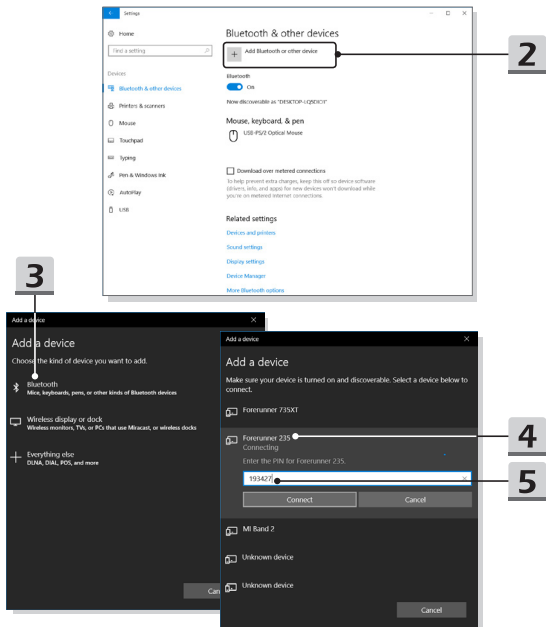 Settings
Home
Find a setting
Devices
Bluetooth & other devices
Printers & scanners
Mouse
Touchpad
Typing
Pen & Windows Ink
AutoPlay
USB
Bluetooth & other devices
Add Bluetooth or other device
Bluetooth
On
Now discoverable as "DESKTOP-UQ5DIOT"
Mouse, keyboard, & pen
USB-PS/2 Optical Mouse
Download over metered connections
To help prevent extra charges, keep this off so device software
(drivers, info, and apps) for new devices won't download while
you're on metered Internet connections.
Related settings
Devices and printers
Sound settings
Display settings
Device Manager
More Bluetooth options
2
3
Add a device
Add a device
Choose the kind of device you want to add.
Bluetooth
Mice, keyboards, pens, or other kinds of Bluetooth devices
Wireless display or dock
Wireless monitors, TVs, or PCs that use Miracast, or wireless docks
Everything else
DLNA, DIAL, POS, and more
Can
Add a device
Add a device
Make sure your device is turned on and discoverable. Select a device below to
connect.
Forerunner 735XT
Forerunner 235
Connecting
Enter the PIN for Forerunner 235.
193427
Connect
Cancel
MI Band 2
Unknown device
Unknown device
Cancel
4
5